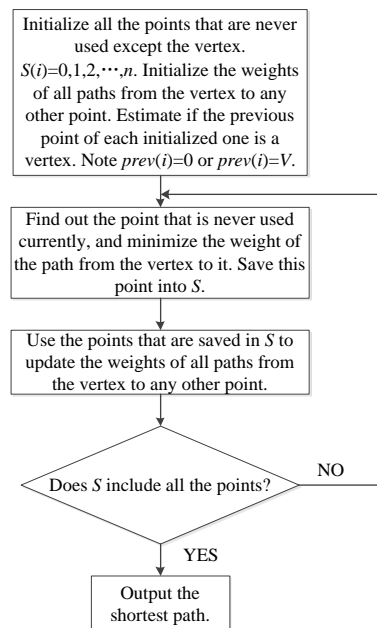 Initialize all the points that are never
used except the vertex.
S(i)=0,1,2,⋯,n. Initialize the weights
of all paths from the vertex to any
other point. Estimate if the previous
point of each initialized one is a
vertex. Note prev(i)=0 or prev(i)=V.
Find out the point that is never used
currently, and minimize the weight of
the path from the vertex to it. Save this
point into S.
Use the points that are saved in S to
update the weights of all paths from
the vertex to any other point.
Does S include all the points?
NO
YES
Output the
shortest path.